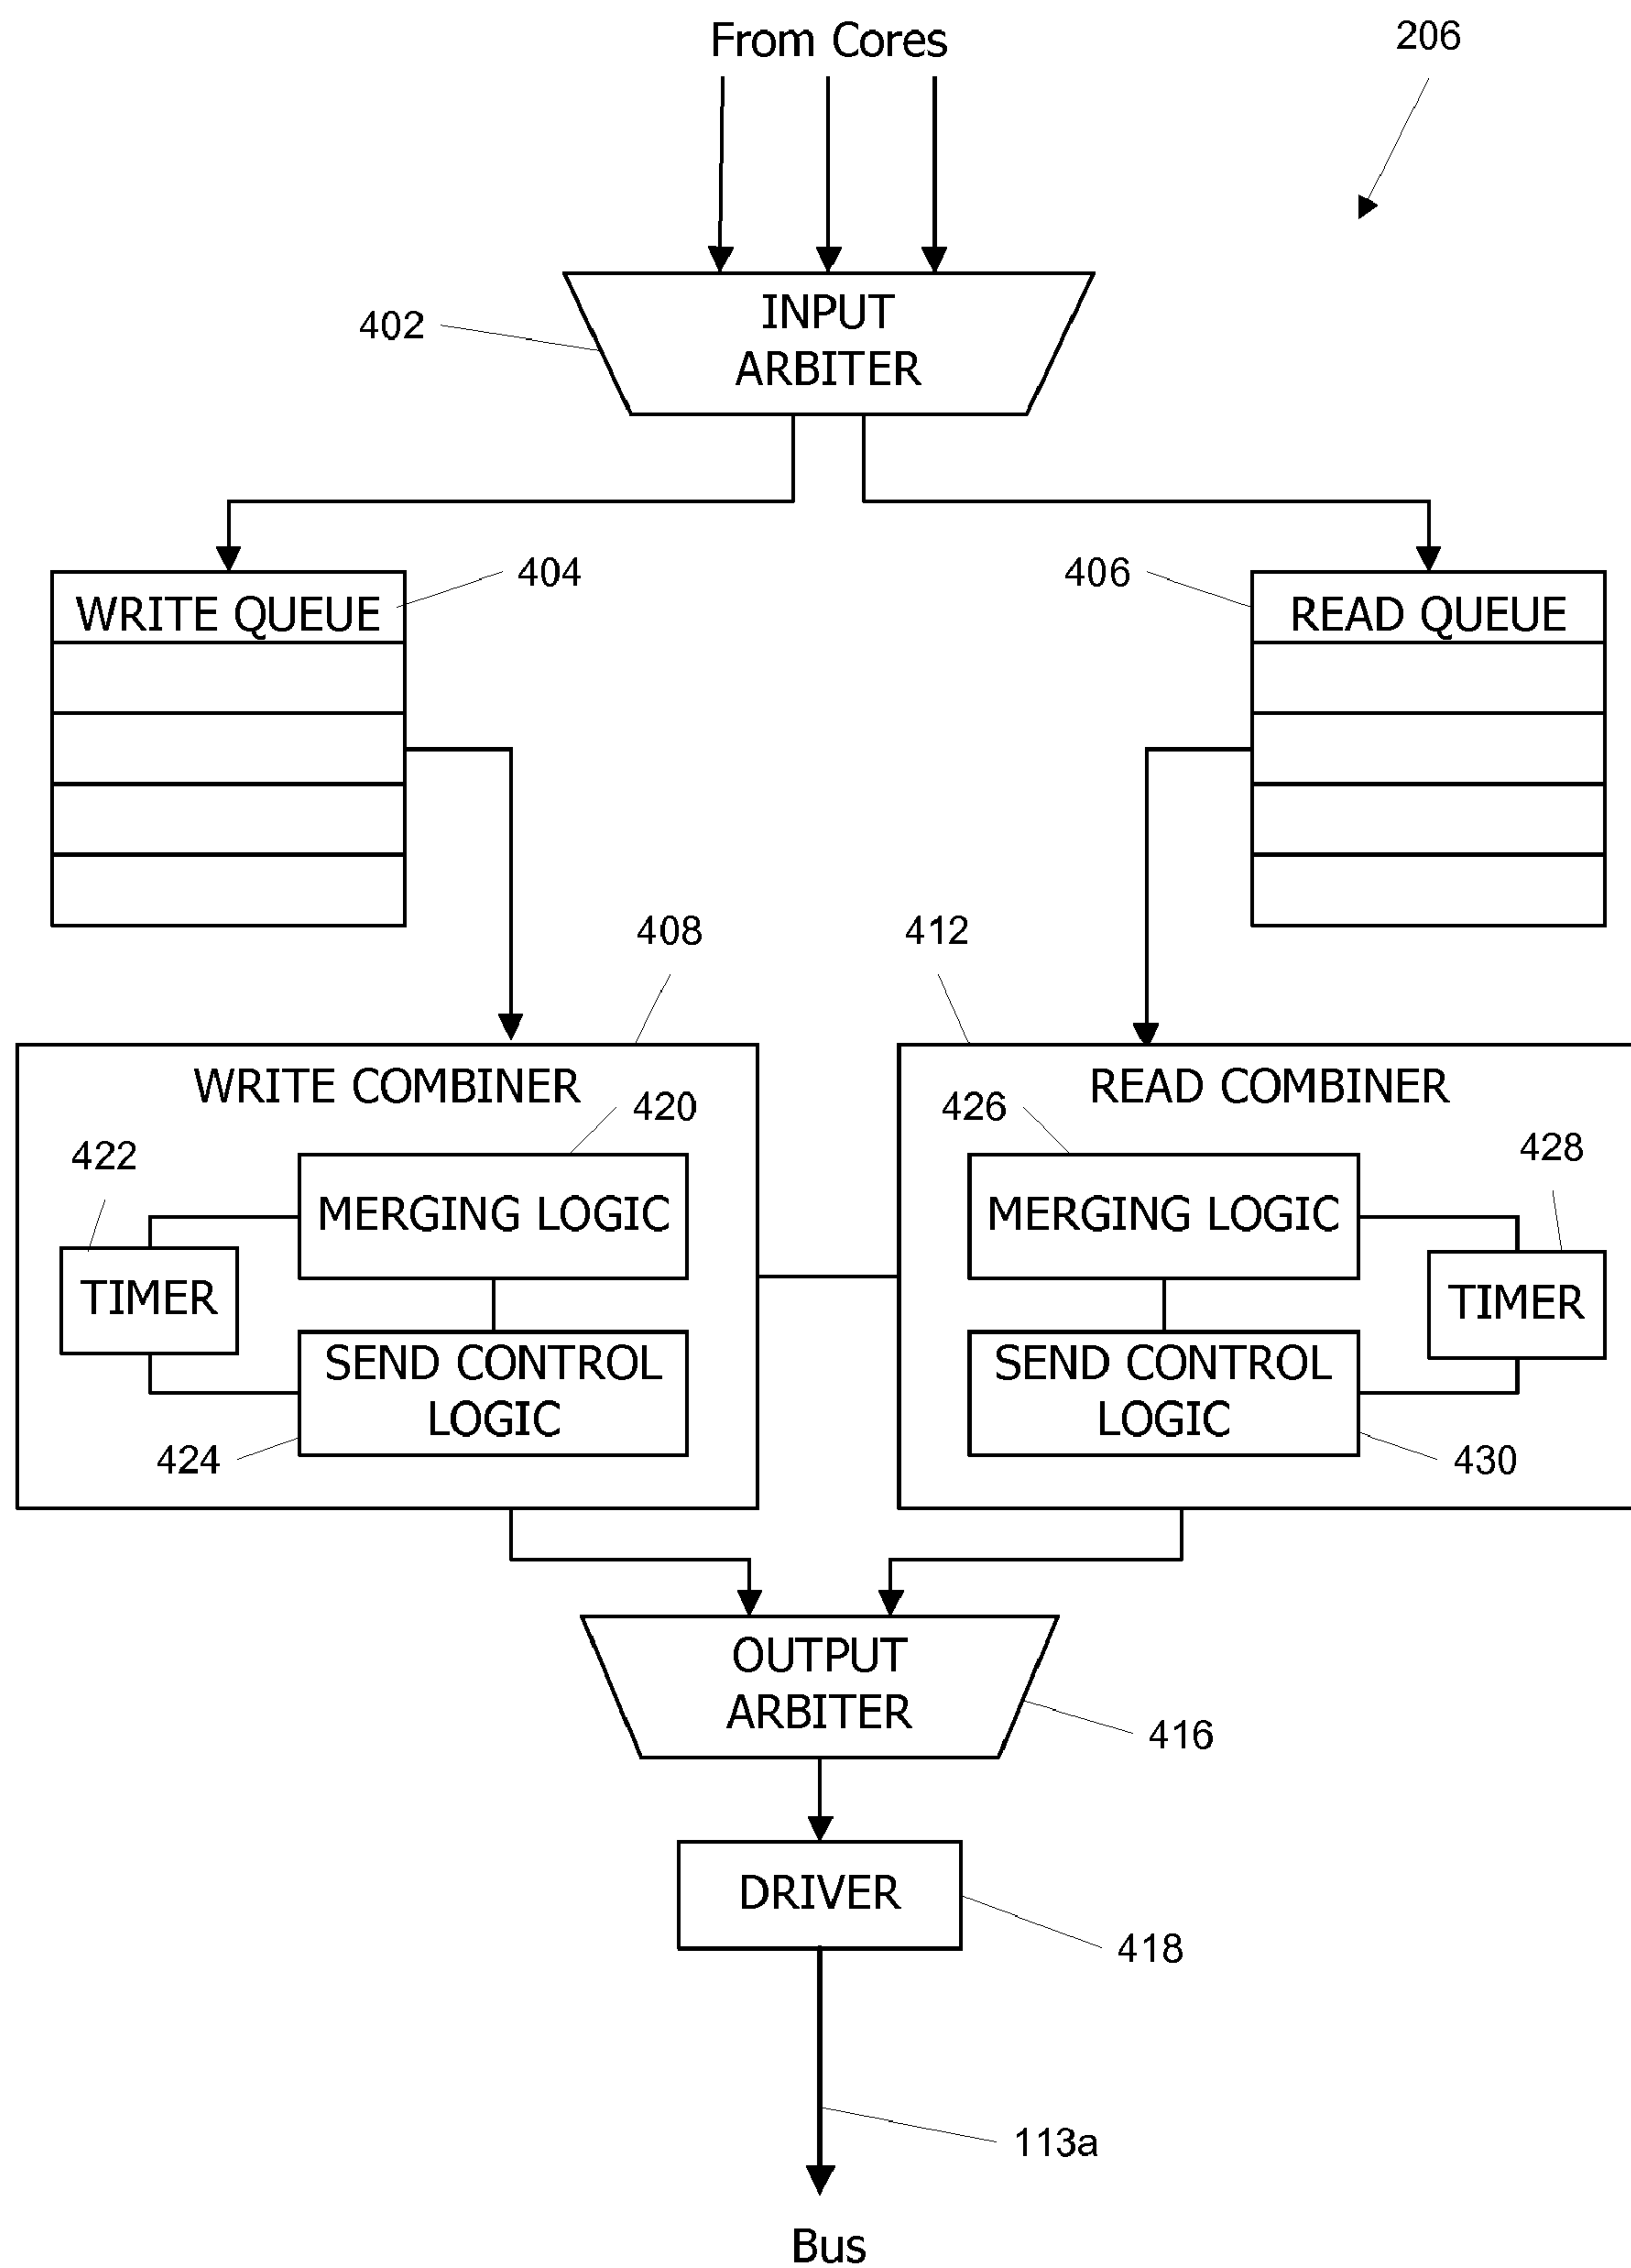 From Cores
206
402
INPUT
ARBITER
404
406
WRITE QUEUE
READ QUEUE
408
412
WRITE COMBINER
READ COMBINER
420
426
422
428
MERGING LOGIC
MERGING LOGIC
TIMER
TIMER
SEND CONTROL
LOGIC
SEND CONTROL
LOGIC
424
430
OUTPUT
ARBITER
416
DRIVER
418
113a
Bus